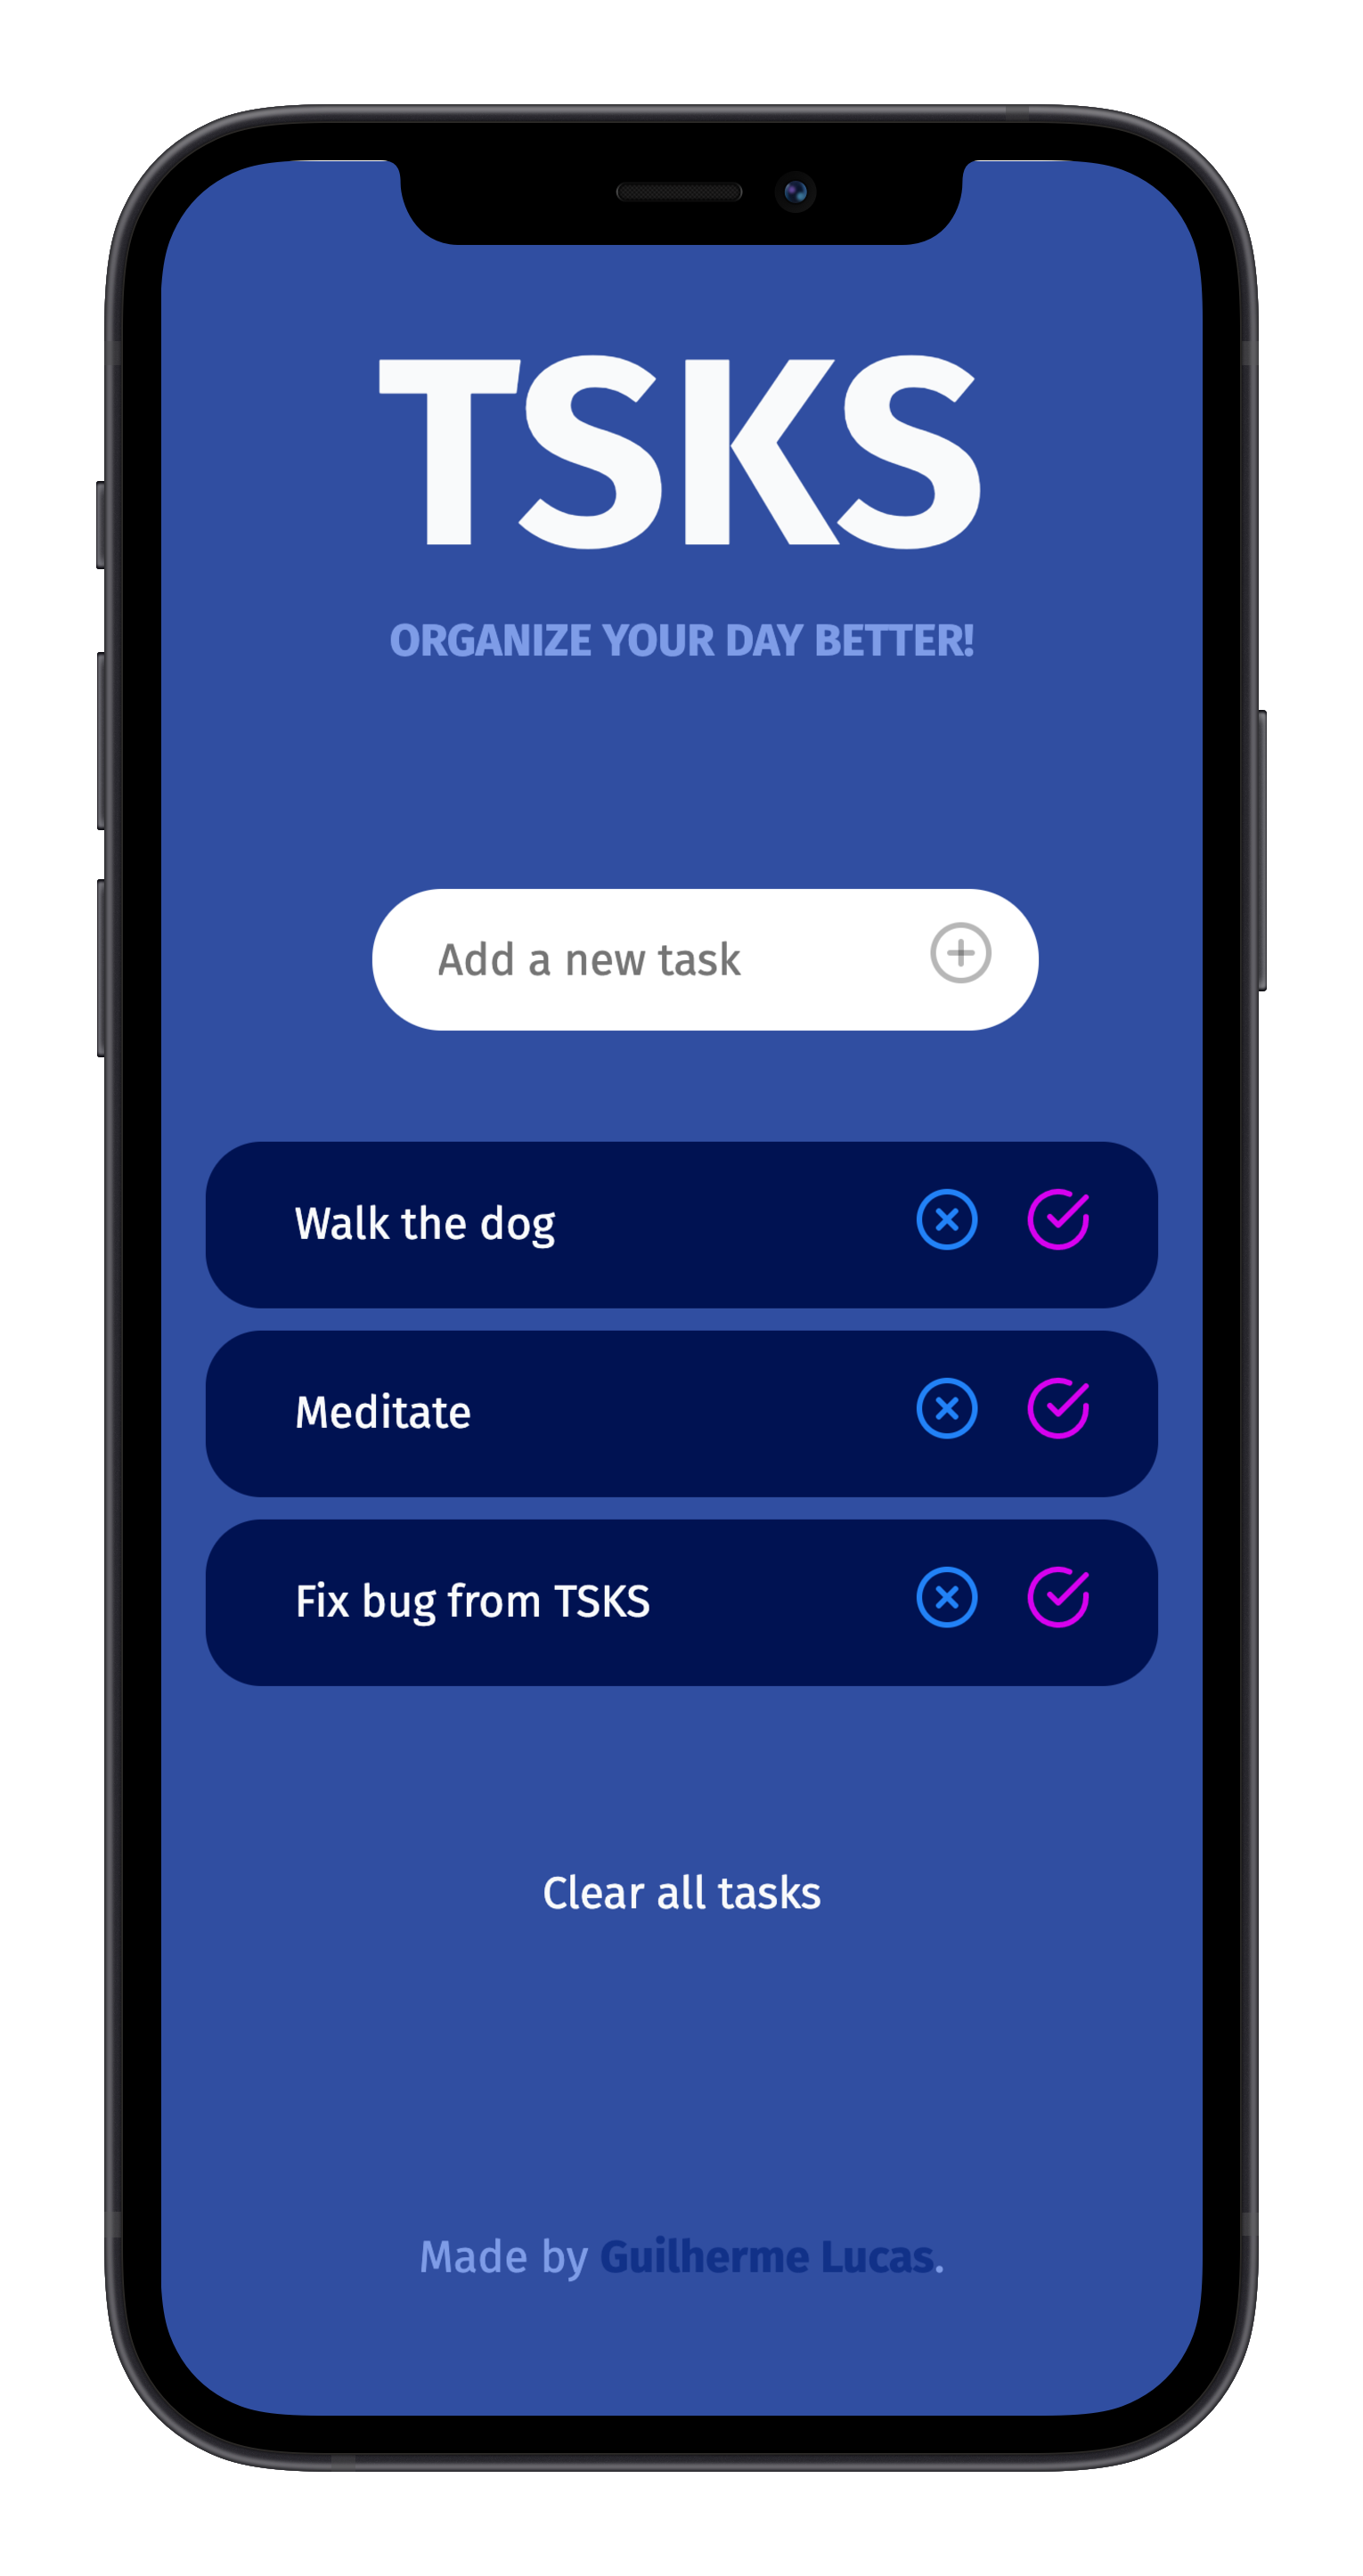 TSKS
ORGANIZE YOUR DAY BETTER!
Add a new task
Walk the dog
Meditate
Fix bug from TSKS
Clear all tasks
Made by Guilherme Lucas.